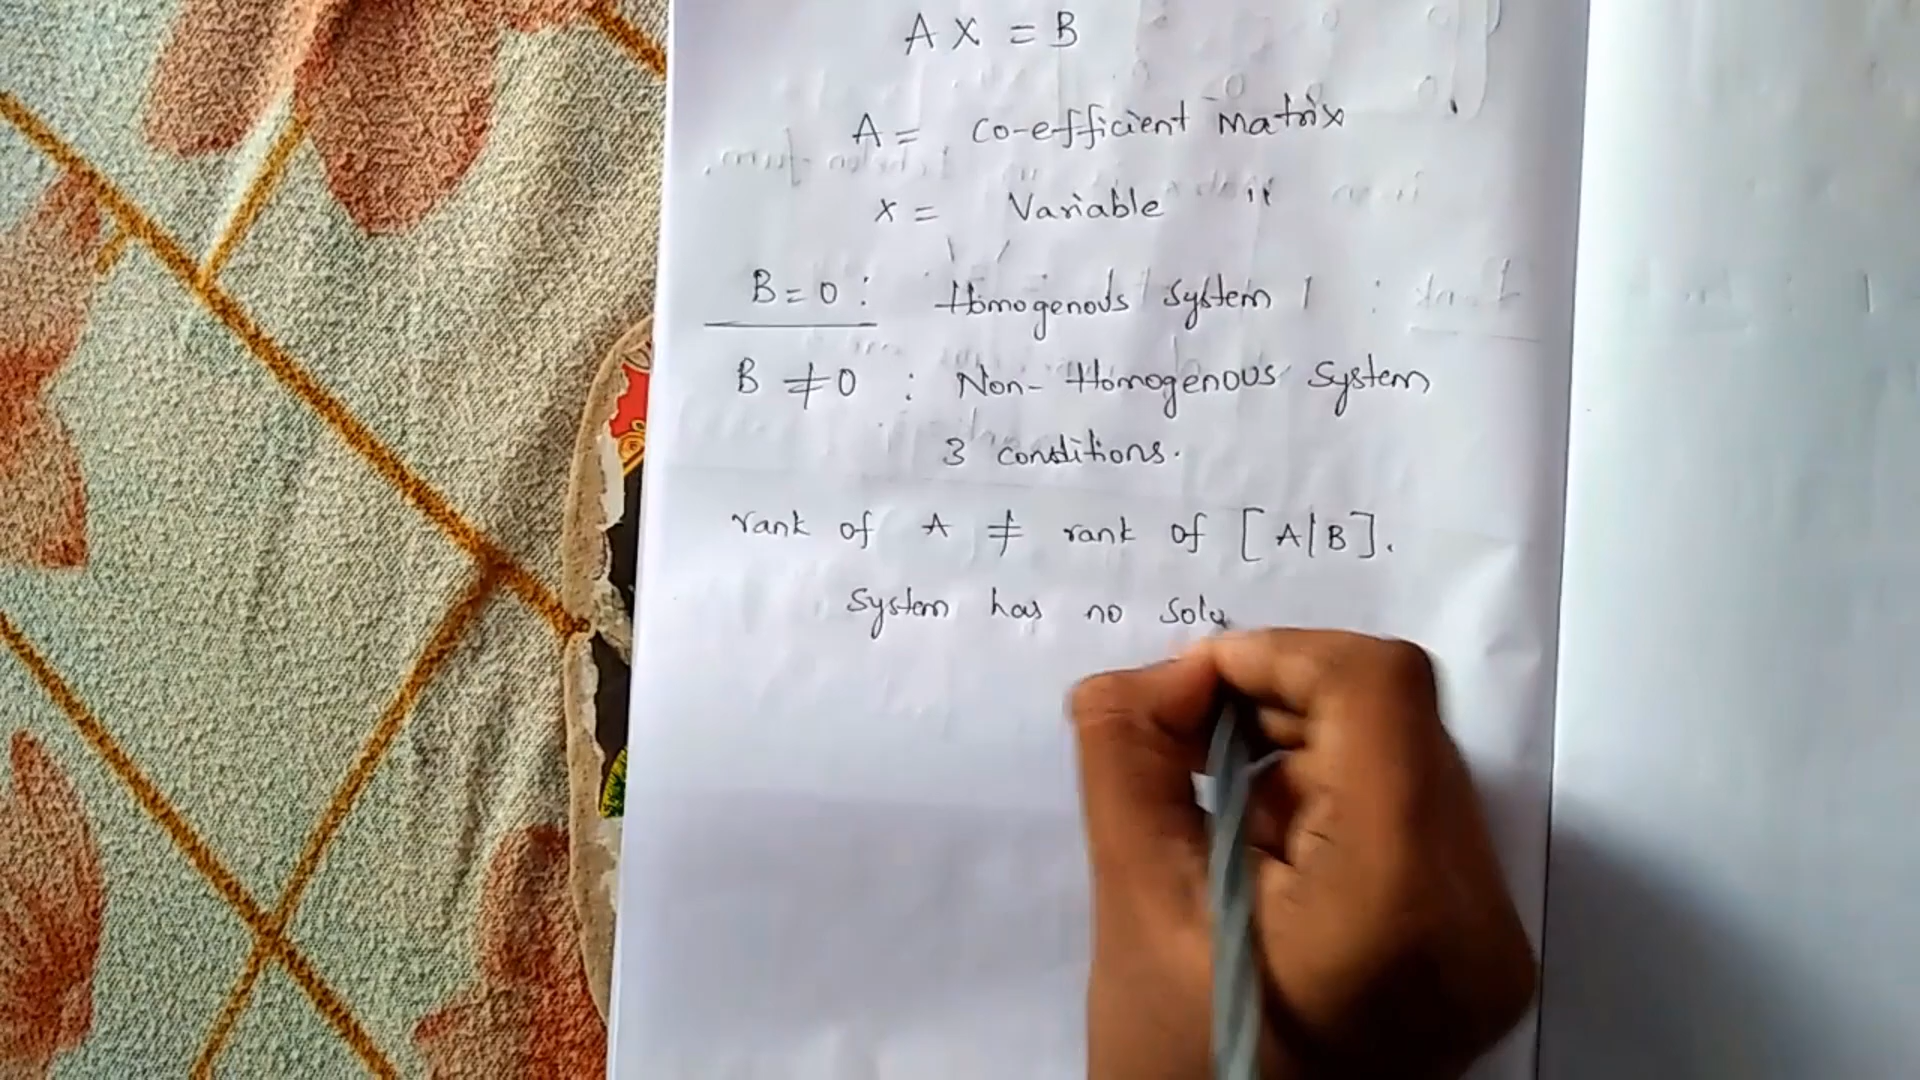 A X = B
A = co-efficient Matrix
x = Variable "
B = 0 : Homogenous System
B ≠ 0 : Non-Homogenous System
3 conditions.
rank of A ≠ rank of [A|B].
System has no solu